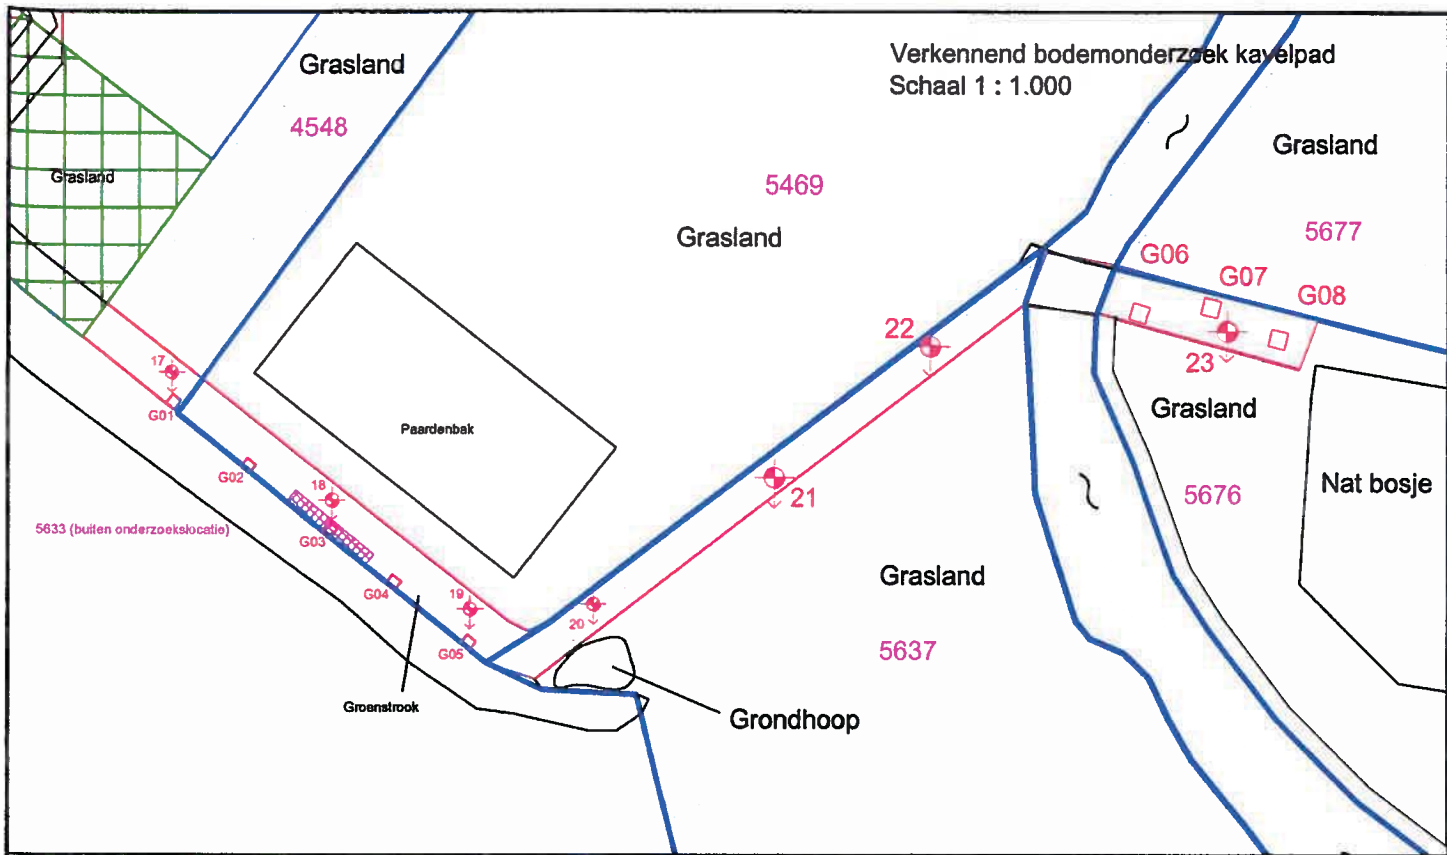 Verkennend bodemonderzoek kavelpad
Schaal 1 : 1.000
Grasland
4548
Grasland
5469
Grasland
Grasland
5677
G06
G07
G08
22
23
17
G01
Paardenbak
Grasland
G02
18
21
5676
Nat bosje
5633 (buiten onderzoekslocatie)
G03
G04
19
20
Grasland
G05
5637
Groenstrook
Grondhoop